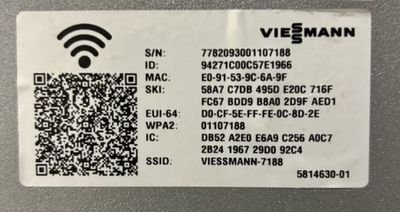 VIESSMANN
S/N: 7782093001107188
ID: 94271C00C57E1966
MAC: E0-91-53-9C-6A-9F
SKI: 58A7 C7DB 495D E20C 716F
FC67 BDD9 B8A0 2D9F AED1
EUI-64: D0-CF-5E-FF-FE-0C-8D-2E
WPA2: 01107188
IC: DB52 A2E0 E6A9 C256 A0C7
2B24 1967 29D0 92C4
SSID: VIESSMANN-7188
5814630-01